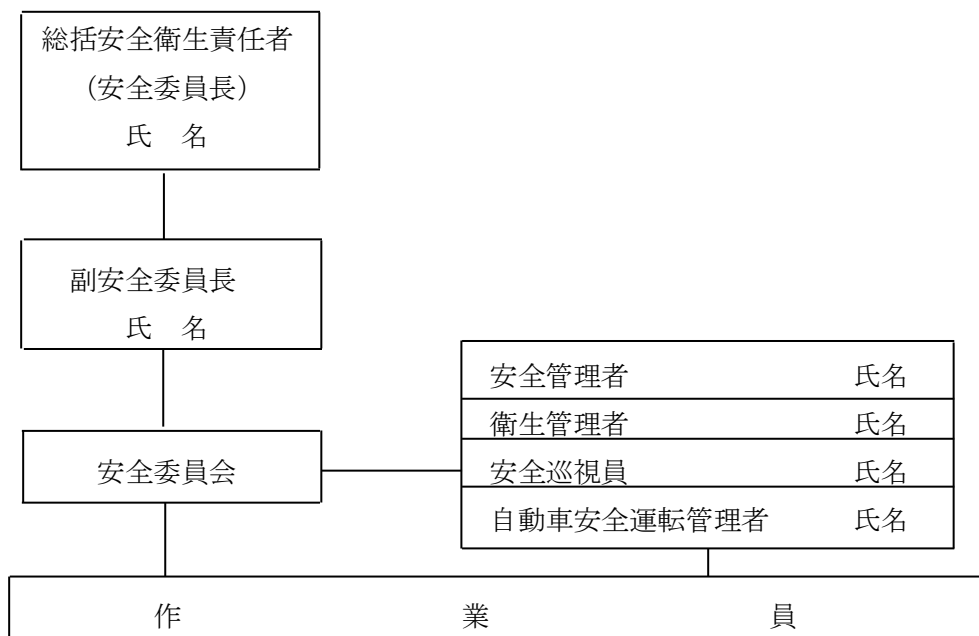 総括安全衛生責任者
(安全委員長)
氏 名
副安全委員長
氏 名
安全管理者 氏名
衛生管理者 氏名
安全委員会
安全巡視員 氏名
自動車安全運転管理者 氏名
作 業 員